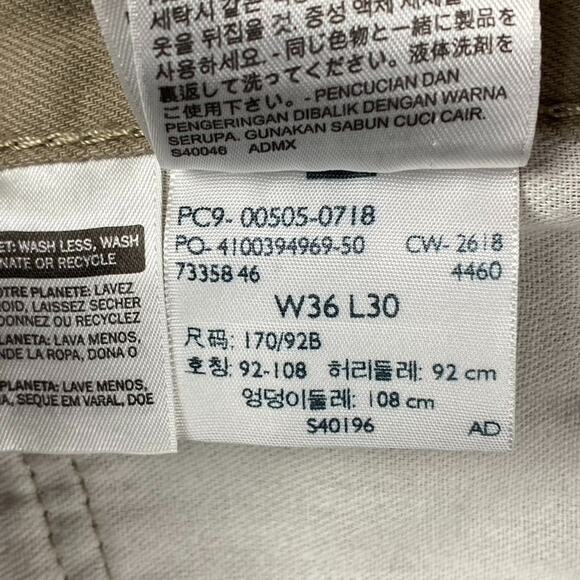 세탁시 같은
옷을 뒤집을 것. 중성 액체 세제를
사용하세요. - 同じ色物と一緒に製品を
裏返して洗ってください。液体洗剤を
ご使用下さい。- PENCUCIAN DAN
PENGERINGAN DIBALIK DENGAN WARNA
SERUPA. GUNAKAN SABUN CUCI CAIR.
S40046 ADMX
ET: WASH LESS, WASH
NATE OR RECYCLE
OTRE PLANETE: LAVEZ
OID, LAISSEZ SECHER
DONNEZ OU RECYCLEZ
LANETA: LAVA MENOS,
NDE LA ROPA, DONA O
PLANETA: LAVE MENOS,
A, SEQUE EM VARAL, DOE
PC9- 00505-0718
PO- 4100394969-50 CW- 2618
73358 46 4460
W36 L30
尺码: 170/92B
호칭: 92-108 허리둘레: 92 cm
엉덩이둘레: 108 cm
S40196 AD